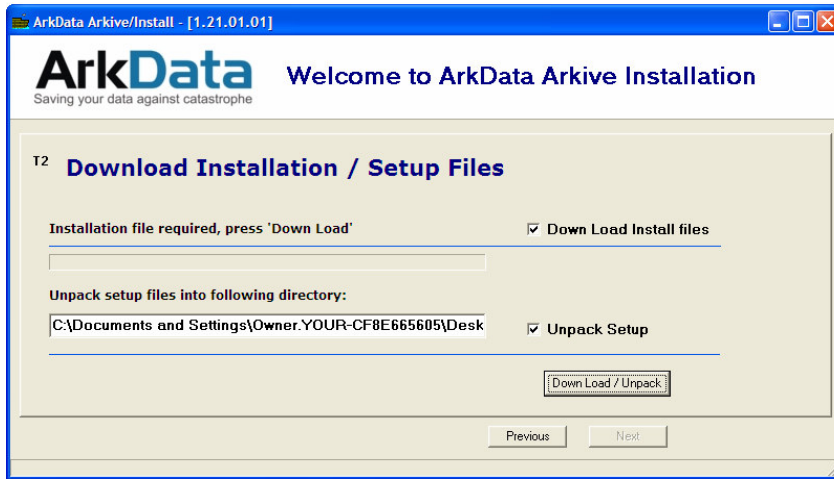 ArkData Arkive/Install - [1.21.01.01]
ArkData
Saving your data against catastrophe
Welcome to ArkData Arkive Installation
T2 Download Installation / Setup Files
Installation file required, press 'Down Load'
Down Load Install files
Unpack setup files into following directory:
C:\Documents and Settings\Owner.YOUR-CF8E665605\Desk
Unpack Setup
Down Load / Unpack
Previous
Next